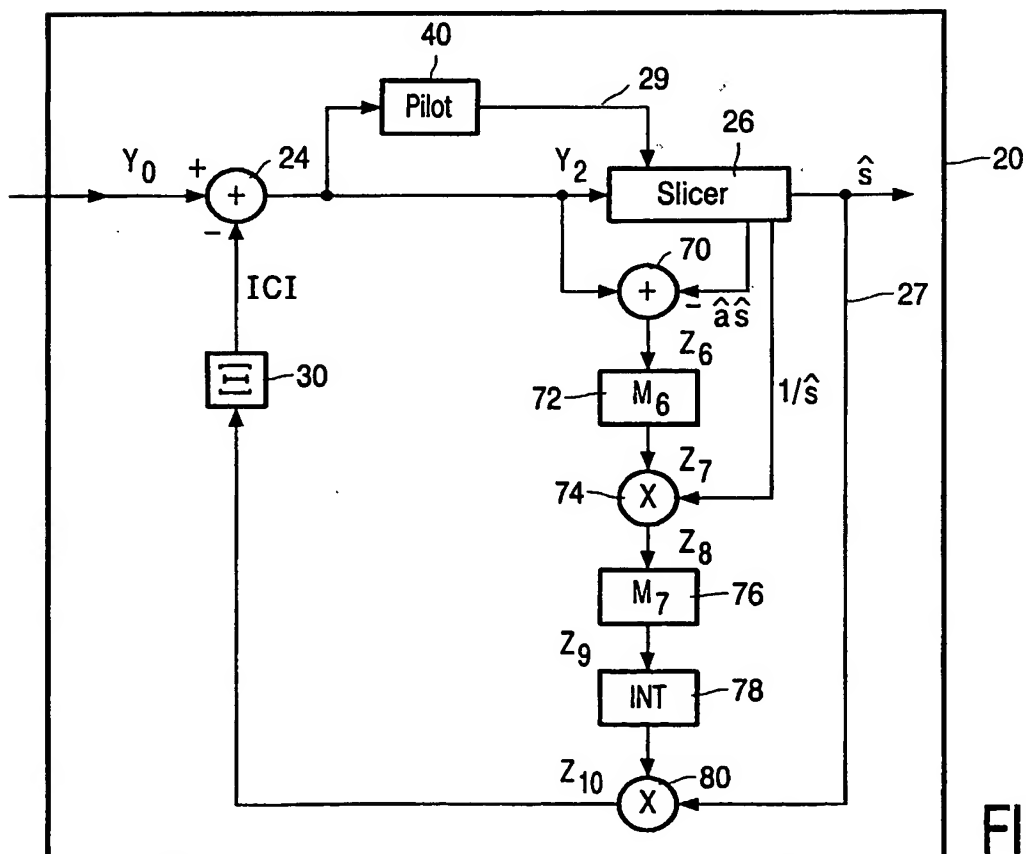 40
29
Pilot
26
20
Y0
+
24
+
−
Y2
Slicer
ŝ
70
+
−
âŝ
27
ICI
Z6
Ξ
30
72
M6
1/ŝ
Z7
74
X
Z8
M7
76
Z9
INT
78
Z10
80
X